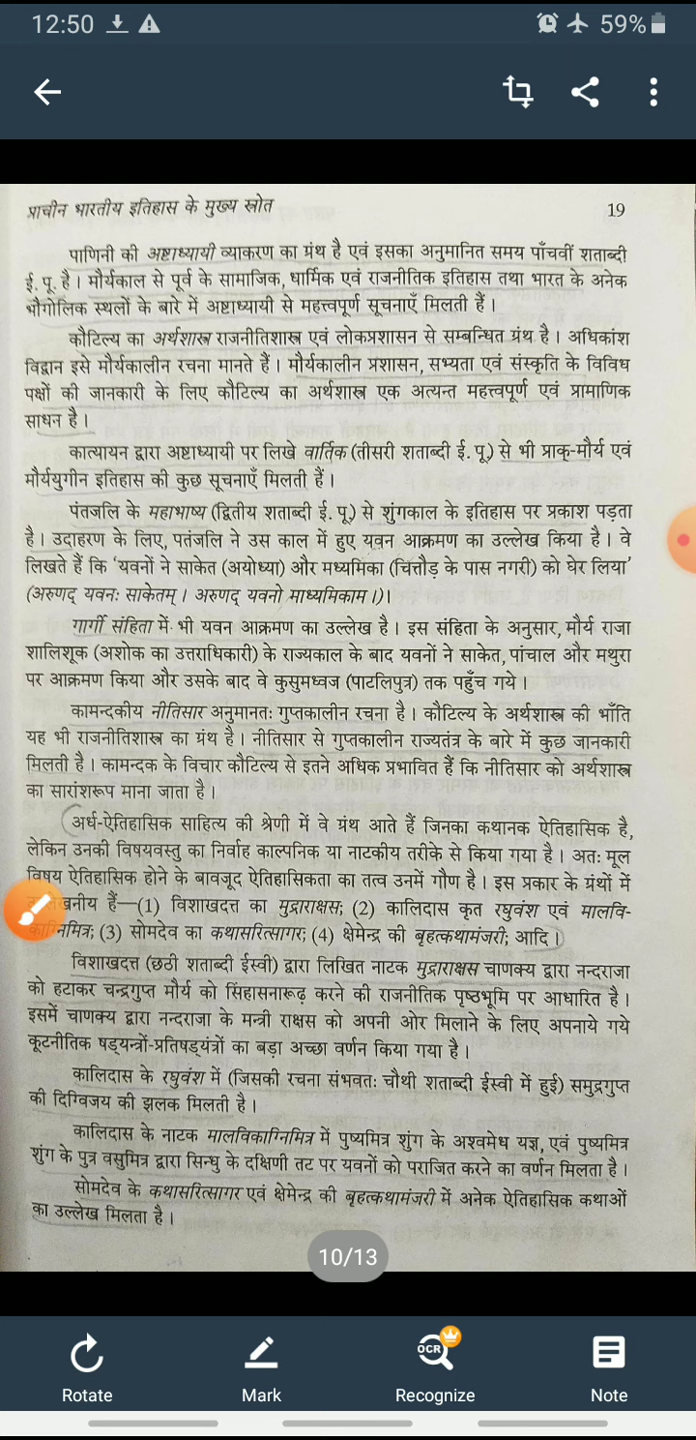 12:50
59%
प्राचीन भारतीय इतिहास के मुख्य स्रोत 19
पाणिनी की अष्टाध्यायी व्याकरण का ग्रंथ है एवं इसका अनुमानित समय पाँचवीं शताब्दी
ई. पू. है। मौर्यकाल से पूर्व के सामाजिक, धार्मिक एवं राजनीतिक इतिहास तथा भारत के अनेक
भौगोलिक स्थलों के बारे में अष्टाध्यायी से महत्त्वपूर्ण सूचनाएँ मिलती हैं।
कौटिल्य का अर्थशास्त्र राजनीतिशास्त्र एवं लोकप्रशासन से सम्बन्धित ग्रंथ है। अधिकांश
विद्वान इसे मौर्यकालीन रचना मानते हैं। मौर्यकालीन प्रशासन, सभ्यता एवं संस्कृति के विविध
पक्षों की जानकारी के लिए कौटिल्य का अर्थशास्त्र एक अत्यन्त महत्त्वपूर्ण एवं प्रामाणिक
साधन है।
कात्यायन द्वारा अष्टाध्यायी पर लिखे वार्तिक (तीसरी शताब्दी ई. पू.) से भी प्राक्-मौर्य एवं
मौर्ययुगीन इतिहास की कुछ सूचनाएँ मिलती हैं।
पंतजलि के महाभाष्य (द्वितीय शताब्दी ई. पू.) से शुंगकाल के इतिहास पर प्रकाश पड़ता
है। उदाहरण के लिए, पतंजलि ने उस काल में हुए यवन आक्रमण का उल्लेख किया है। वे
लिखते हैं कि ‘यवनों ने साकेत (अयोध्या) और मध्यमिका (चित्तौड़ के पास नगरी) को घेर लिया’
(अरुणद् यवनः साकेतम्। अरुणद् यवनो माध्यमिकाम।)।
गार्गी संहिता में भी यवन आक्रमण का उल्लेख है। इस संहिता के अनुसार, मौर्य राजा
शालिशूक (अशोक का उत्तराधिकारी) के राज्यकाल के बाद यवनों ने साकेत, पांचाल और मथुरा
पर आक्रमण किया और उसके बाद वे कुसुमध्वज (पाटलिपुत्र) तक पहुँच गये।
कामन्दकीय नीतिसार अनुमानतः गुप्तकालीन रचना है। कौटिल्य के अर्थशास्त्र की भाँति
यह भी राजनीतिशास्त्र का ग्रंथ है। नीतिसार से गुप्तकालीन राज्यतंत्र के बारे में कुछ जानकारी
मिलती है। कामन्दक के विचार कौटिल्य से इतने अधिक प्रभावित हैं कि नीतिसार को अर्थशास्त्र
का सारांशरूप माना जाता है।
अर्ध-ऐतिहासिक साहित्य की श्रेणी में वे ग्रंथ आते हैं जिनका कथानक ऐतिहासिक है,
लेकिन उनकी विषयवस्तु का निर्वाह काल्पनिक या नाटकीय तरीके से किया गया है। अतः मूल
विषय ऐतिहासिक होने के बावजूद ऐतिहासिकता का तत्व उनमें गौण है। इस प्रकार के ग्रंथों में
हैं—(1) विशाखदत्त का मुद्राराक्षस; (2) कालिदास कृत रघुवंश एवं मालवि-
काग्निमित्र; (3) सोमदेव का कथासरित्सागर; (4) क्षेमेन्द्र की बृहत्कथामंजरी; आदि।
विशाखदत्त (छठी शताब्दी ईस्वी) द्वारा लिखित नाटक मुद्राराक्षस चाणक्य द्वारा नन्दराजा
को हटाकर चन्द्रगुप्त मौर्य को सिंहासनारूढ़ करने की राजनीतिक पृष्ठभूमि पर आधारित है।
इसमें चाणक्य द्वारा नन्दराजा के मन्त्री राक्षस को अपनी ओर मिलाने के लिए अपनाये गये
कूटनीतिक षड्यन्त्रों-प्रतिषड्यंत्रों का बड़ा अच्छा वर्णन किया गया है।
कालिदास के रघुवंश में (जिसकी रचना संभवतः चौथी शताब्दी ईस्वी में हुई) समुद्रगुप्त
की दिग्विजय की झलक मिलती है।
कालिदास के नाटक मालविकाग्निमित्र में पुष्यमित्र शुंग के अश्वमेध यज्ञ, एवं पुष्यमित्र
शुंग के पुत्र वसुमित्र द्वारा सिन्धु के दक्षिणी तट पर यवनों को पराजित करने का वर्णन मिलता है।
सोमदेव के कथासरित्सागर एवं क्षेमेन्द्र की बृहत्कथामंजरी में अनेक ऐतिहासिक कथाओं
का उल्लेख मिलता है।
10/13
OCR
Rotate Mark Recognize Note